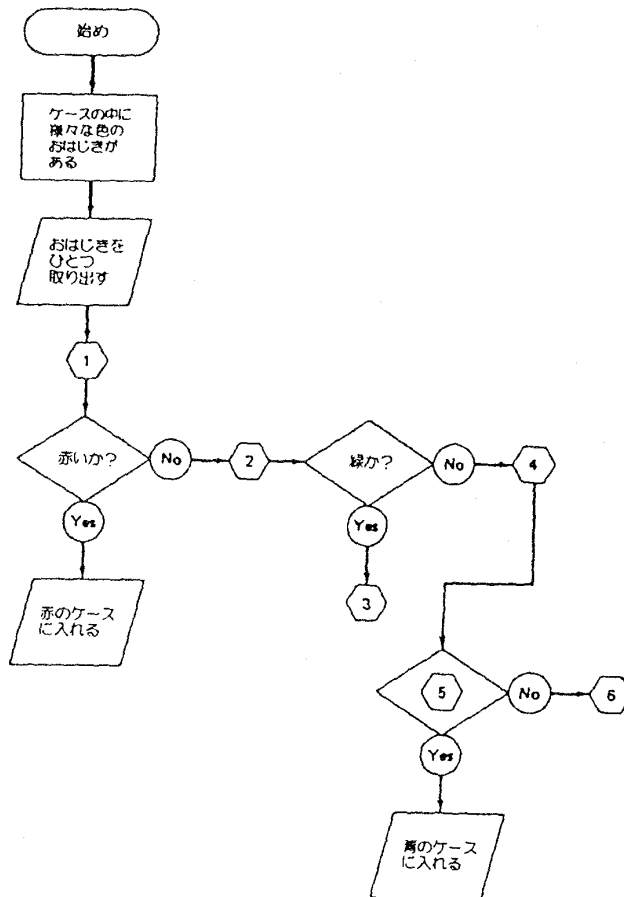 始め
ケースの中に
様々な色の
おはじきが
ある
おはじきを
ひとつ
取り出す
1
赤いか?
No
2
緑か?
No
4
Yes
赤のケース
に入れる
Yes
3
5
No
6
Yes
青のケース
に入れる